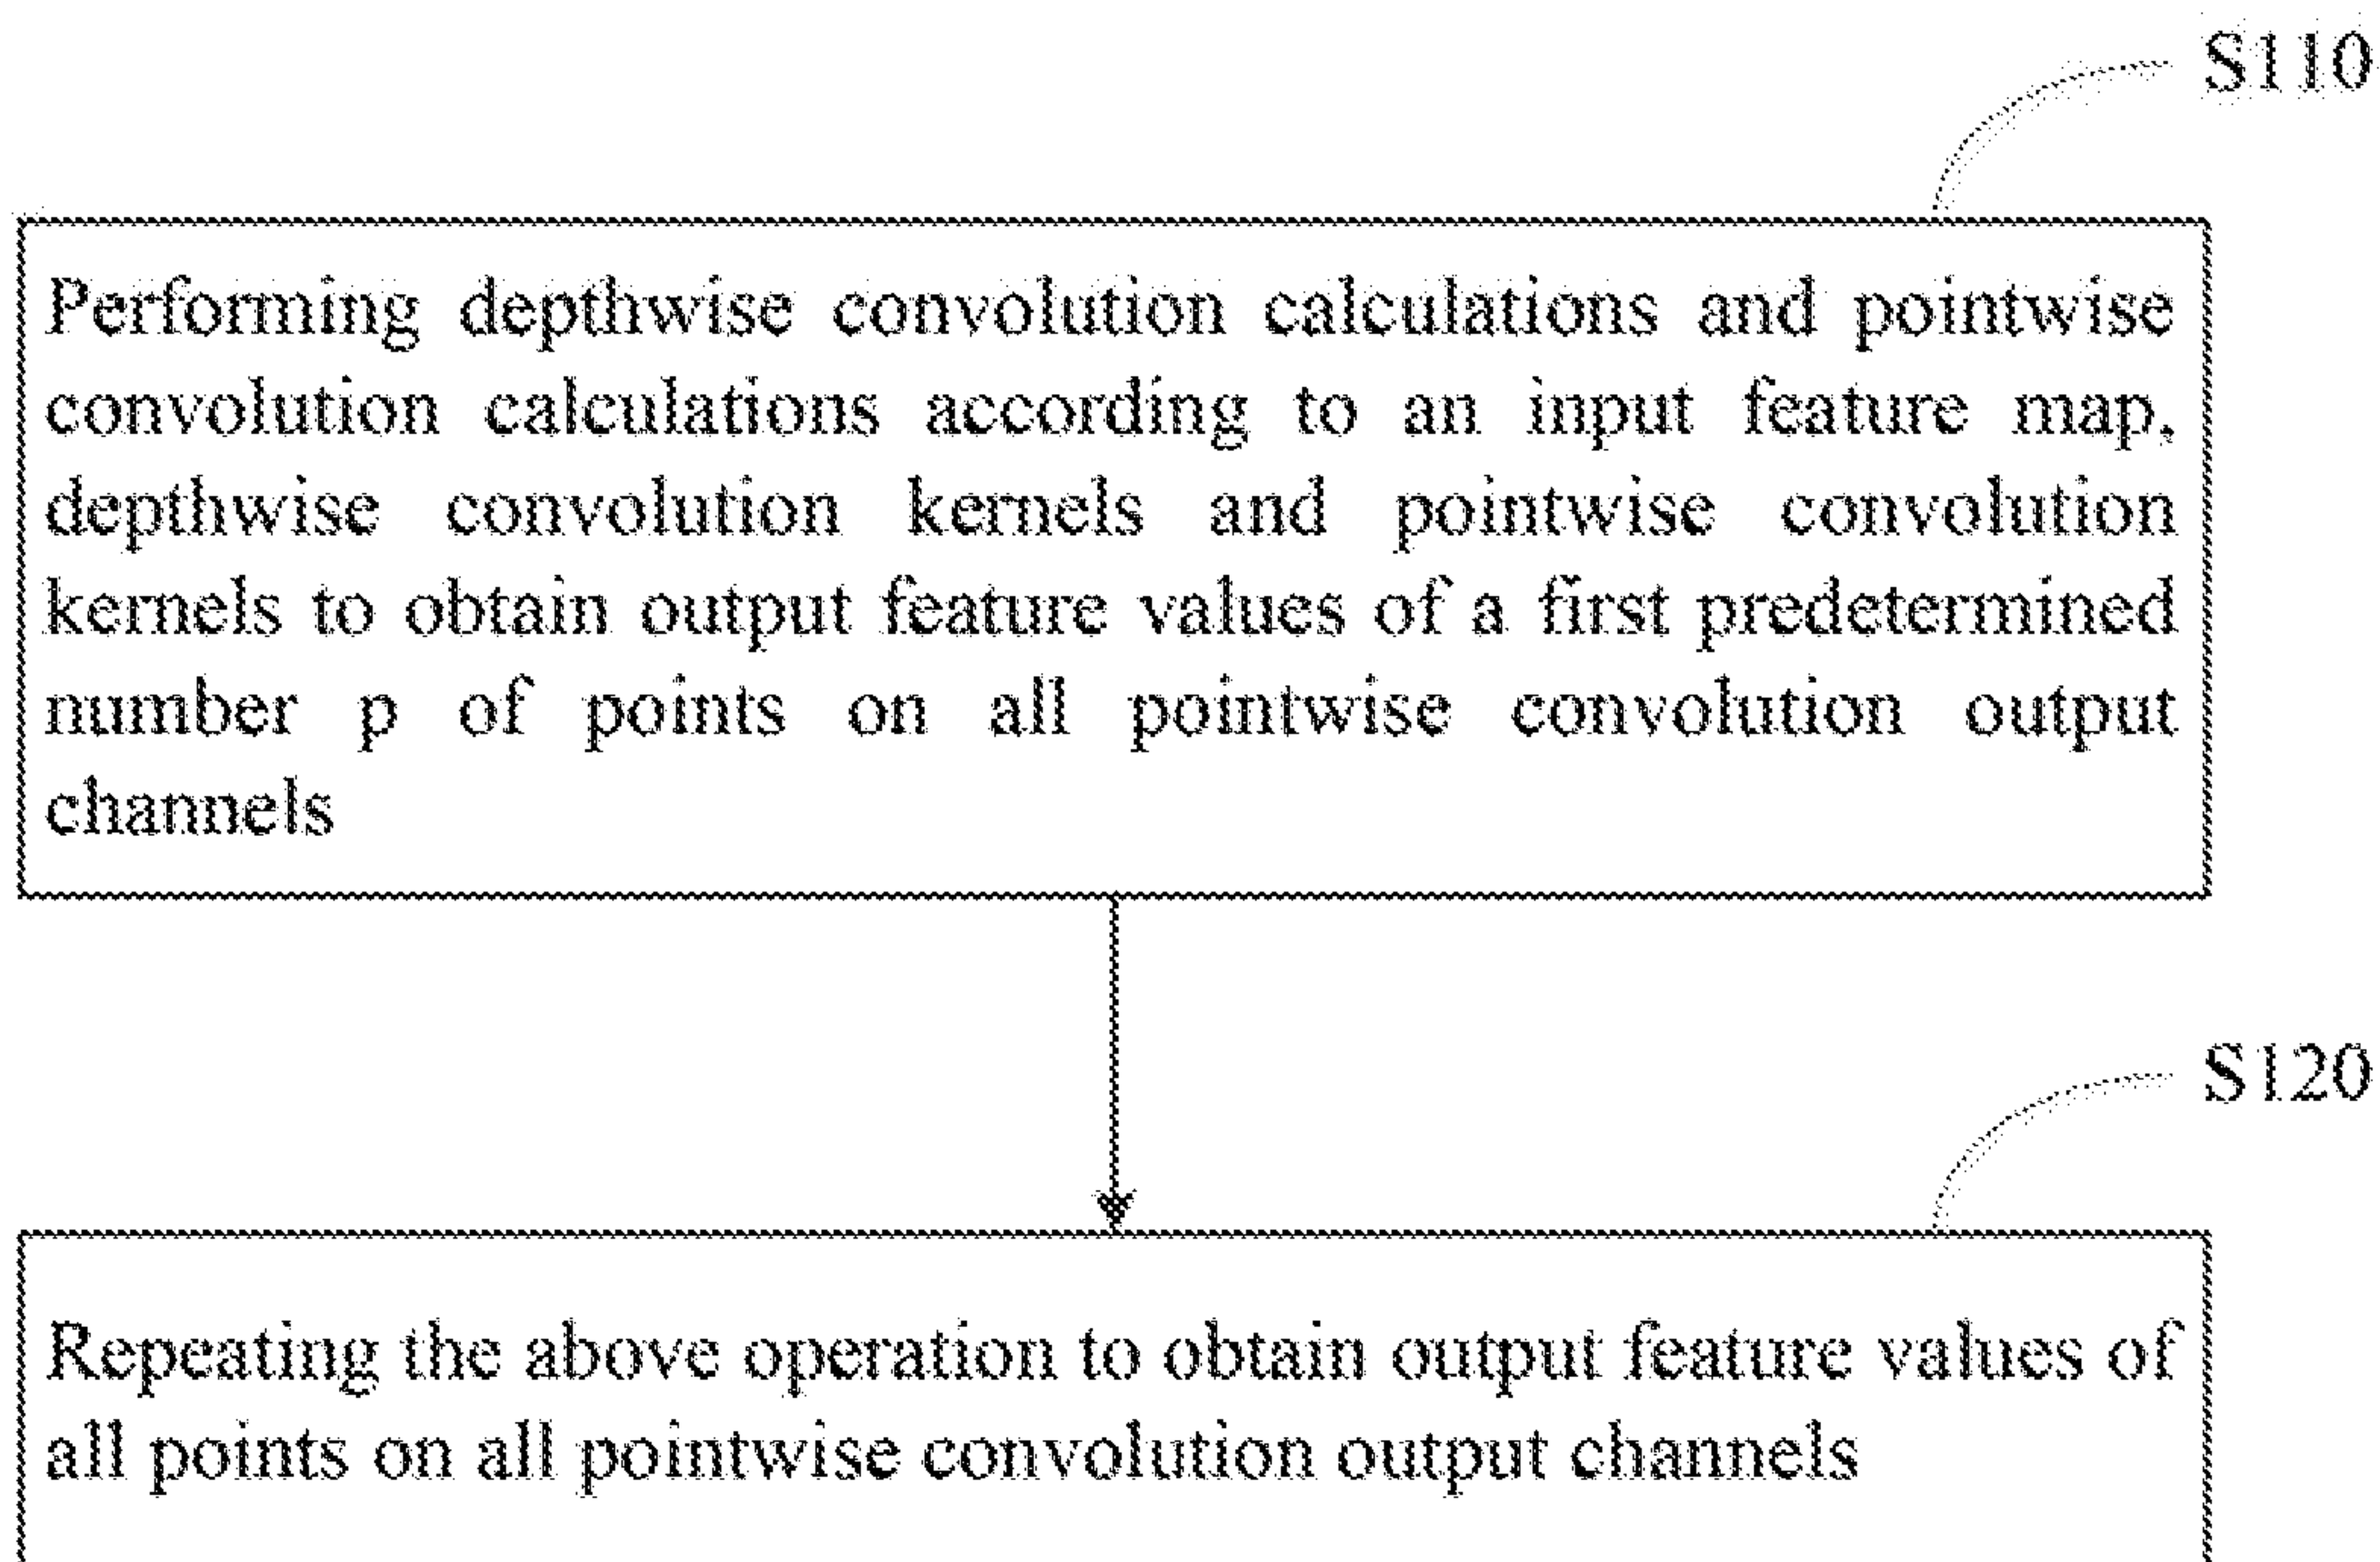 S110
Performing depthwise convolution calculations and pointwise
convolution calculations according to an input feature map,
depthwise convolution kernels and pointwise convolution
kernels to obtain output feature values of a first predetermined
number p of points on all pointwise convolution output
channels
S120
Repeating the above operation to obtain output feature values of
all points on all pointwise convolution output channels